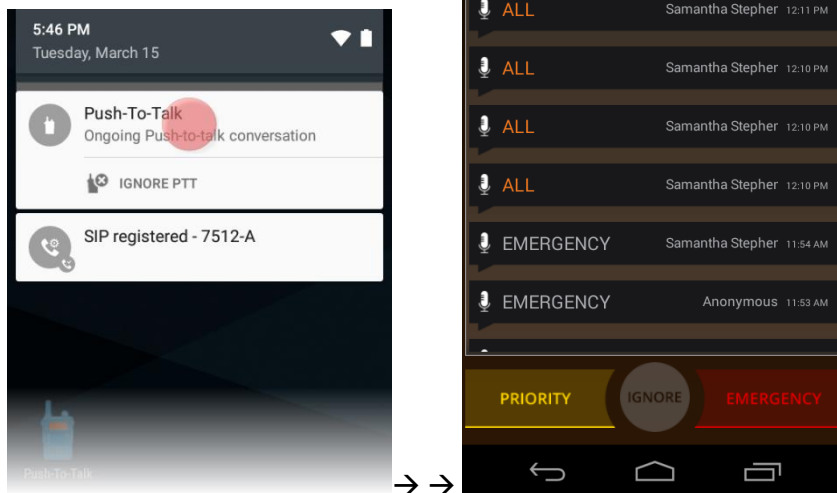 5:46 PM
Tuesday, March 15
Push-To-Talk
Ongoing Push-to-talk conversation
IGNORE PTT
SIP registered - 7512-A
Push-To-Talk
→ →
ALL Samantha Stepher 12:11 PM
ALL Samantha Stepher 12:10 PM
ALL Samantha Stepher 12:10 PM
ALL Samantha Stepher 12:10 PM
EMERGENCY Samantha Stepher 11:54 AM
EMERGENCY Anonymous 11:53 AM
PRIORITY IGNORE EMERGENCY